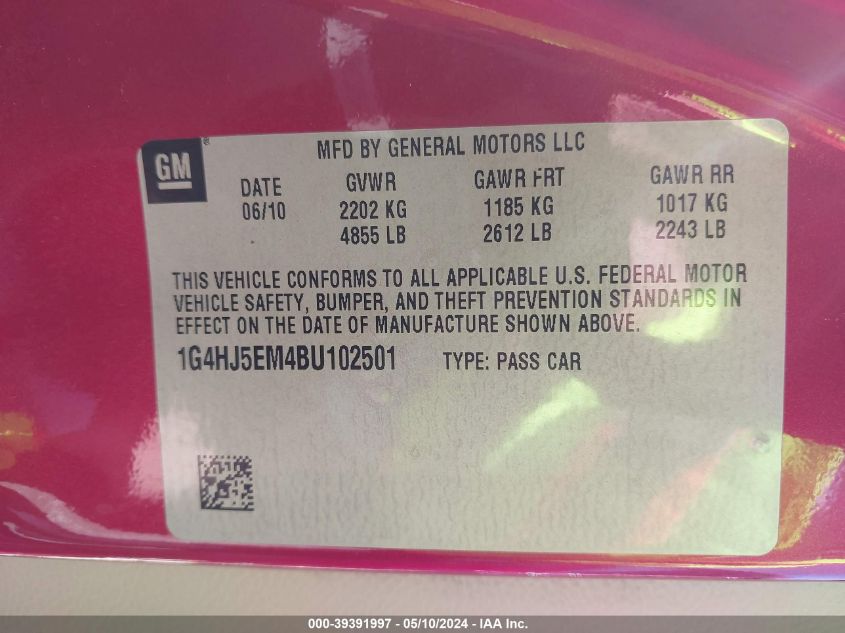 GM ®
MFD BY GENERAL MOTORS LLC
DATE GVWR GAWR FRT GAWR RR
06/10 2202 KG 1185 KG 1017 KG
4855 LB 2612 LB 2243 LB
THIS VEHICLE CONFORMS TO ALL APPLICABLE U.S. FEDERAL MOTOR
VEHICLE SAFETY, BUMPER, AND THEFT PREVENTION STANDARDS IN
EFFECT ON THE DATE OF MANUFACTURE SHOWN ABOVE.
1G4HJ5EM4BU102501 TYPE: PASS CAR
000-39391997 - 05/10/2024 - IAA Inc.